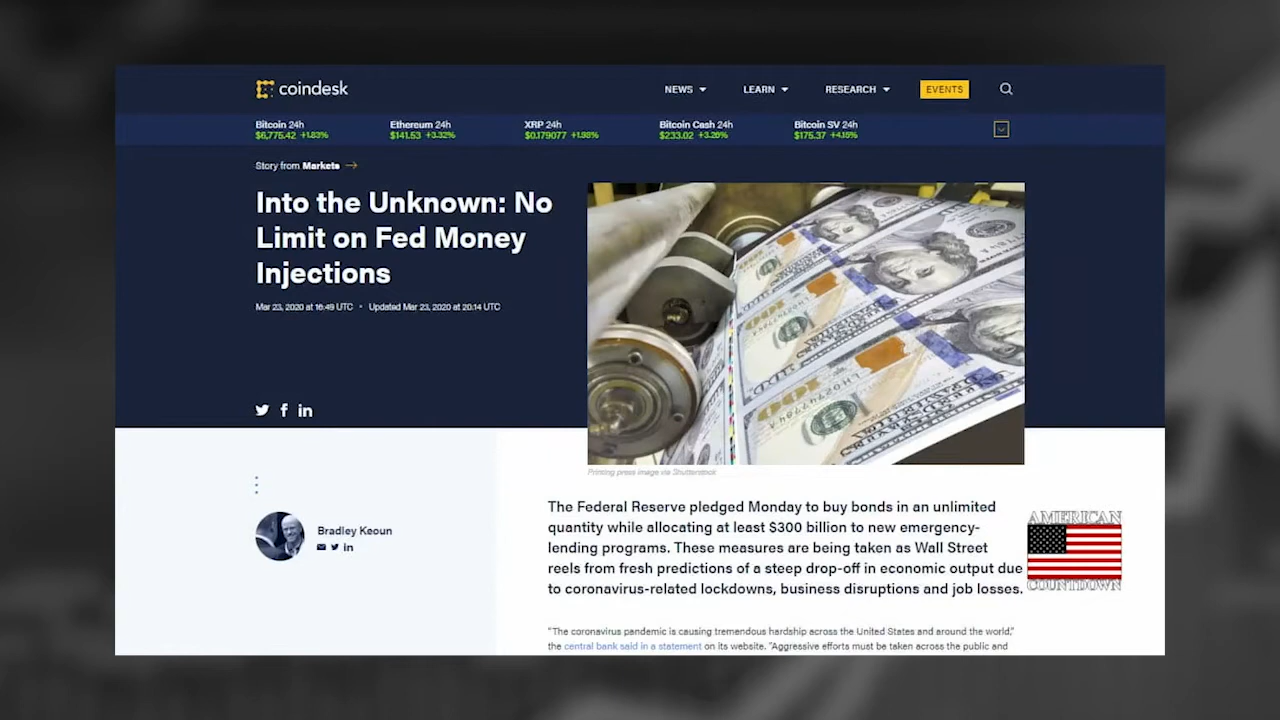 coindesk
NEWS LEARN RESEARCH EVENTS
Bitcoin 24h Ethereum 24h XRP 24h Bitcoin Cash 24h Bitcoin SV 24h
$6,775.42 +1.83% $141.53 +3.32% $0.179077 +1.98% $233.02 +3.26% $175.37 +4.15%
Story from Markets →
Into the Unknown: No
Limit on Fed Money
Injections
Mar 23, 2020 at 16:49 UTC • Updated Mar 23, 2020 at 20:14 UTC
Printing press image via Shutterstock
Bradley Keoun
The Federal Reserve pledged Monday to buy bonds in an unlimited
quantity while allocating at least $300 billion to new emergency-
lending programs. These measures are being taken as Wall Street
reels from fresh predictions of a steep drop-off in economic output due
to coronavirus-related lockdowns, business disruptions and job losses.
"The coronavirus pandemic is causing tremendous hardship across the United States and around the world,"
the central bank said in a statement on its website. "Aggressive efforts must be taken across the public and
AMERICAN
COUNTDOWN